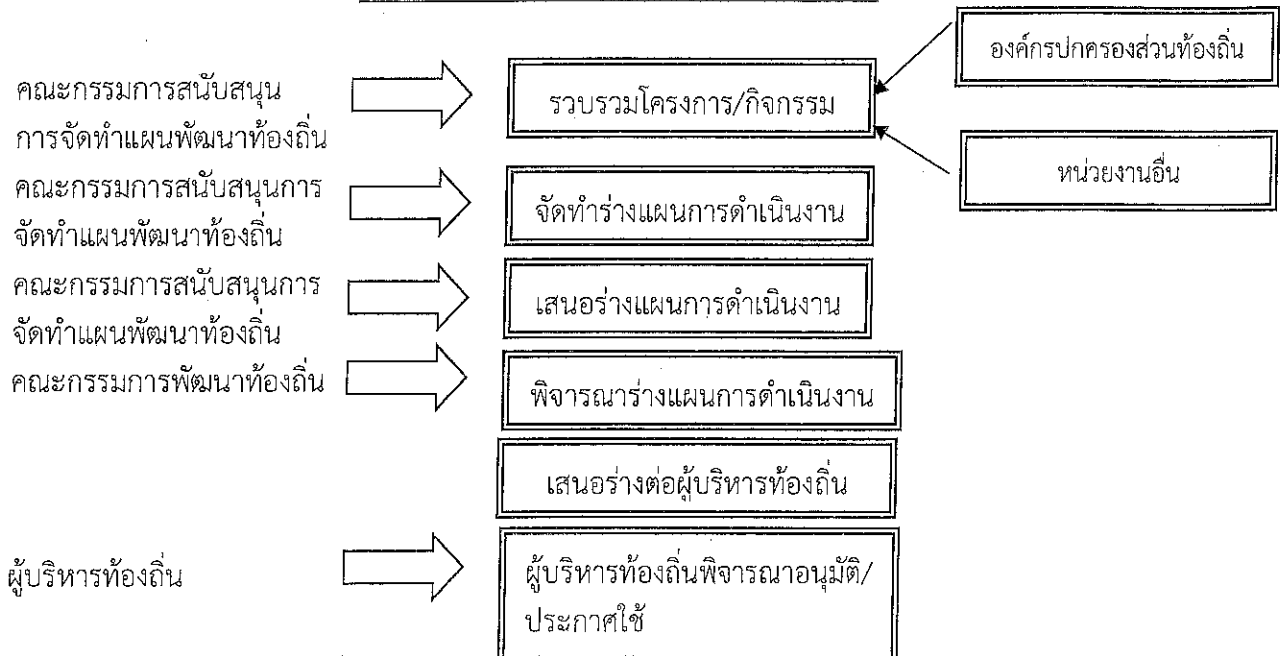 องค์กรปกครองส่วนท้องถิ่น
คณะกรรมการสนับสนุน
การจัดทำแผนพัฒนาท้องถิ่น
รวบรวมโครงการ/กิจกรรม
หน่วยงานอื่น
คณะกรรมการสนับสนุนการ
จัดทำแผนพัฒนาท้องถิ่น
จัดทำร่างแผนการดำเนินงาน
คณะกรรมการสนับสนุนการ
จัดทำแผนพัฒนาท้องถิ่น
เสนอร่างแผนการดำเนินงาน
คณะกรรมการพัฒนาท้องถิ่น
พิจารณาร่างแผนการดำเนินงาน
เสนอร่างต่อผู้บริหารท้องถิ่น
ผู้บริหารท้องถิ่น
ผู้บริหารท้องถิ่นพิจารณาอนุมัติ/
ประกาศใช้